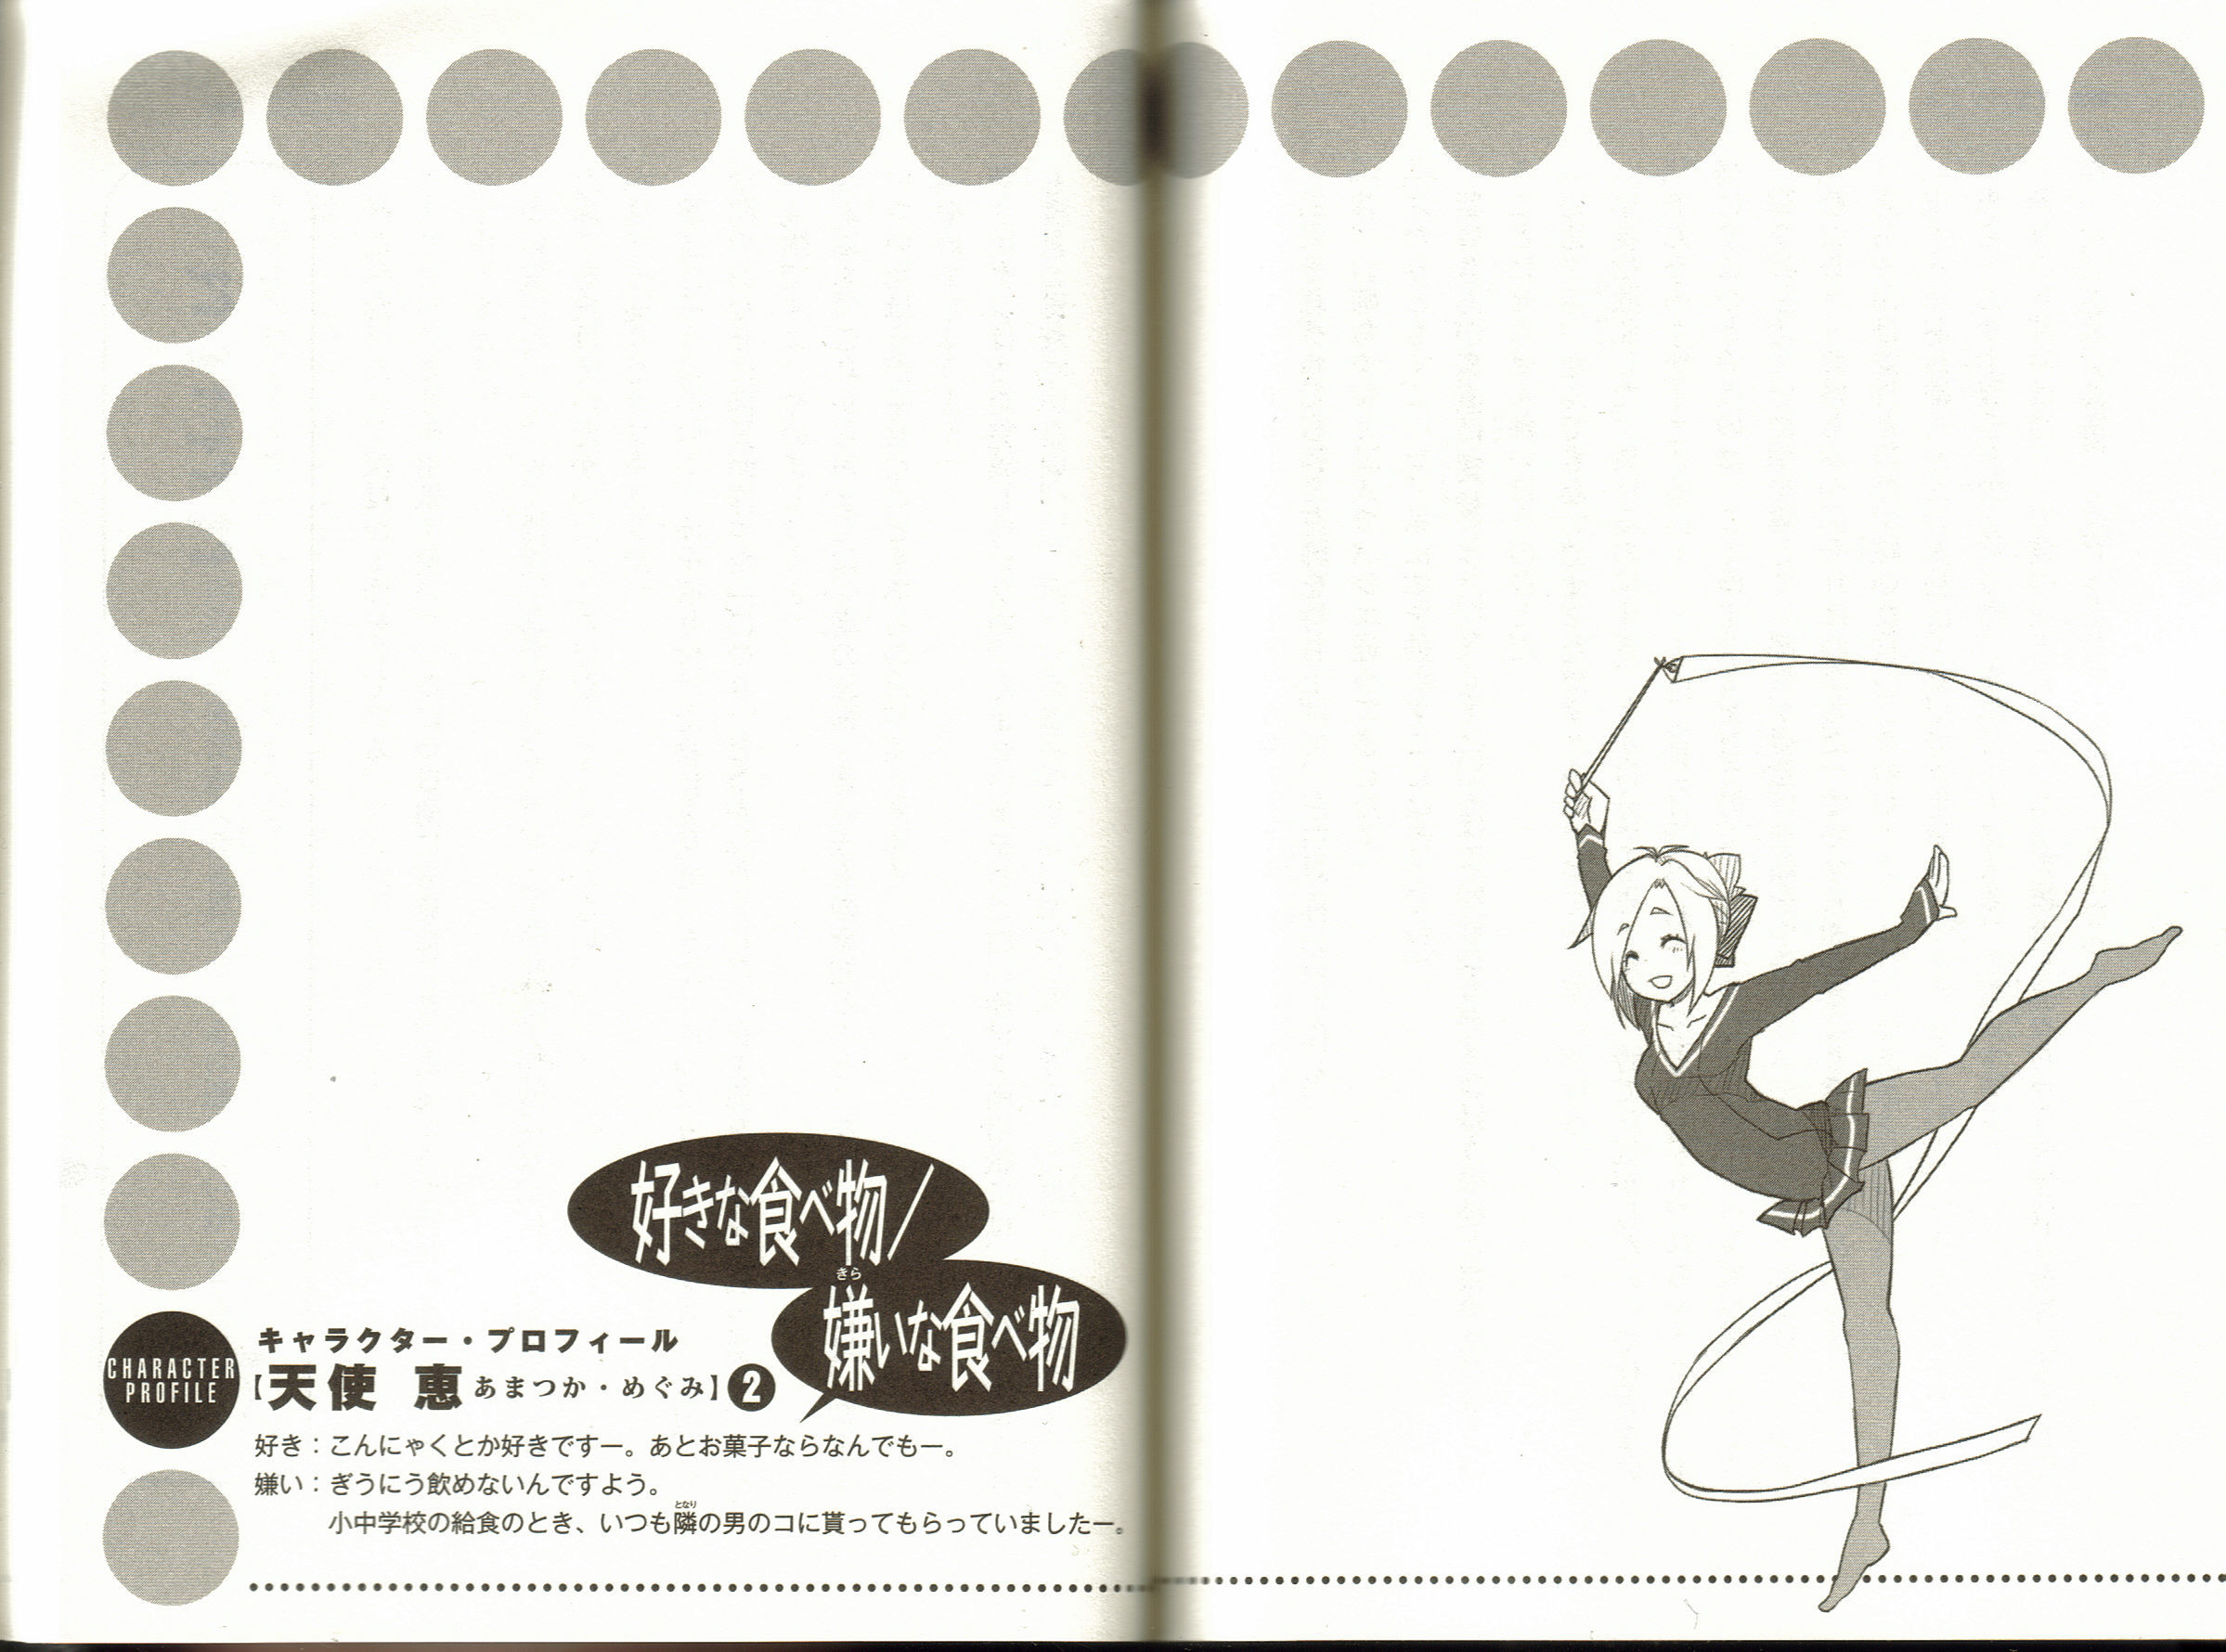 好きな食べ物/
きら
嫌いな食べ物
CHARACTER
PROFILE
キャラクター・プロフィール
【天使 恵 あまつか・めぐみ】❷
好き：こんにゃくとか好きですー。あとお菓子ならなんでもー。
嫌い：ぎうにう飲めないんですよう。
となり
小中学校の給食のとき、いつも隣の男のコに貰ってもらっていましたー。